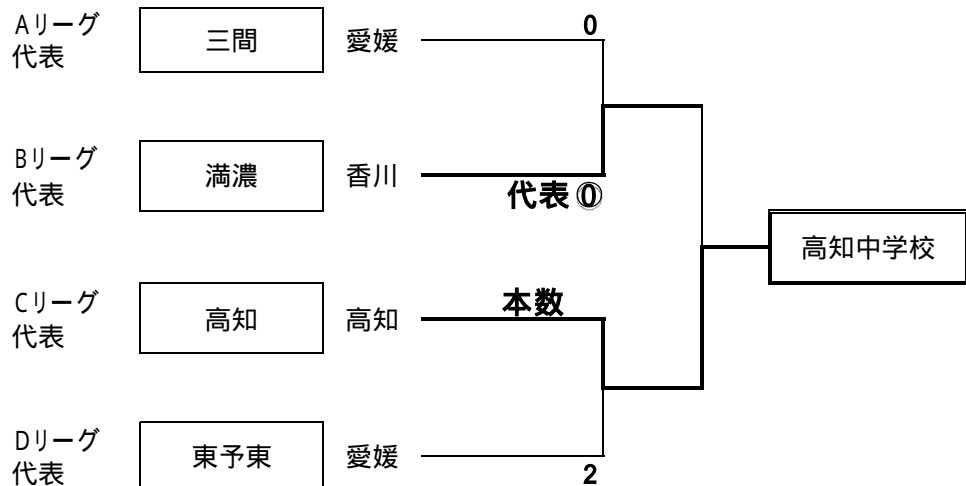 Aリーグ
代表
三間
愛媛
0
Bリーグ
代表
満濃
香川
代表⓪
高知中学校
Cリーグ
代表
高知
高知
本数
Dリーグ
代表
東予東
愛媛
2